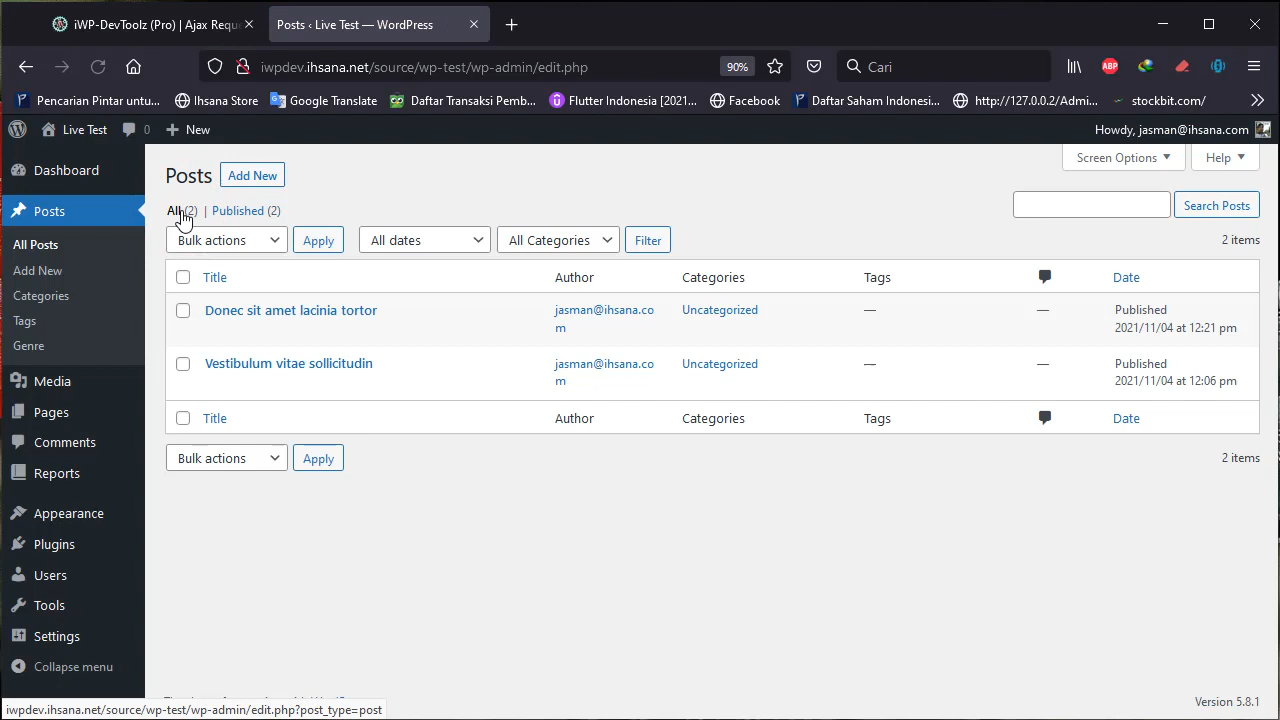 iWP-DevToolz (Pro) | Ajax Reque
Posts ‹ Live Test — WordPress
iwpdev.ihsana.net/source/wp-test/wp-admin/edit.php
90%
Cari
ABP
Pencarian Pintar untu...
Ihsana Store
Google Translate
Daftar Transaksi Pemb...
Flutter Indonesia [2021...
Facebook
Daftar Saham Indonesi...
http://127.0.0.2/Admi...
stockbit.com/
Live Test
0
New
Howdy, jasman@ihsana.com
Dashboard
Posts
All Posts
Add New
Categories
Tags
Genre
Media
Pages
Comments
Reports
Appearance
Plugins
Users
Tools
Settings
Collapse menu
Screen Options
Help
Posts
Add New
All (2) | Published (2)
Search Posts
Bulk actions
Apply
All dates
All Categories
Filter
2 items
Title
Author
Categories
Tags
Date
Donec sit amet lacinia tortor
jasman@ihsana.co
m
Uncategorized
—
—
Published
2021/11/04 at 12:21 pm
Vestibulum vitae sollicitudin
jasman@ihsana.co
m
Uncategorized
—
—
Published
2021/11/04 at 12:06 pm
Title
Author
Categories
Tags
Date
Bulk actions
Apply
2 items
iwpdev.ihsana.net/source/wp-test/wp-admin/edit.php?post_type=post
Version 5.8.1